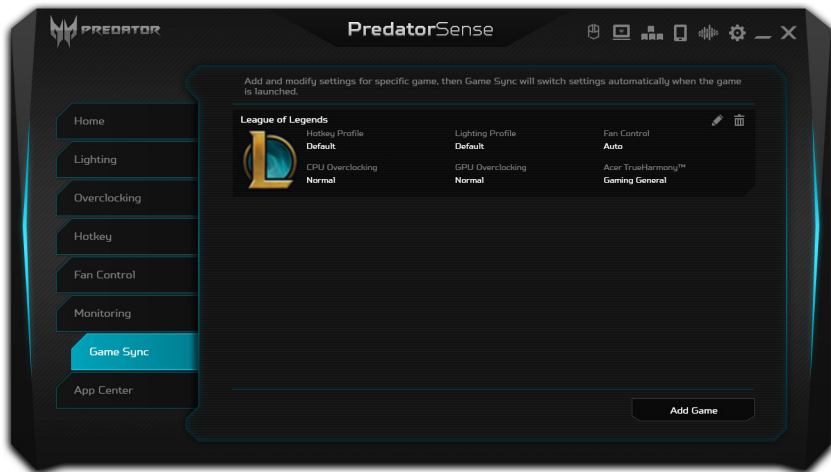 PREDATOR
PredatorSense
Add and modify settings for specific game, then Game Sync will switch settings automatically when the game
is launched.
Home
Lighting
Overclocking
Hotkey
Fan Control
Monitoring
Game Sync
App Center
League of Legends
Hotkey Profile
Default
Lighting Profile
Default
Fan Control
Auto
CPU Overclocking
Normal
GPU Overclocking
Normal
Acer TrueHarmony™
Gaming General
Add Game